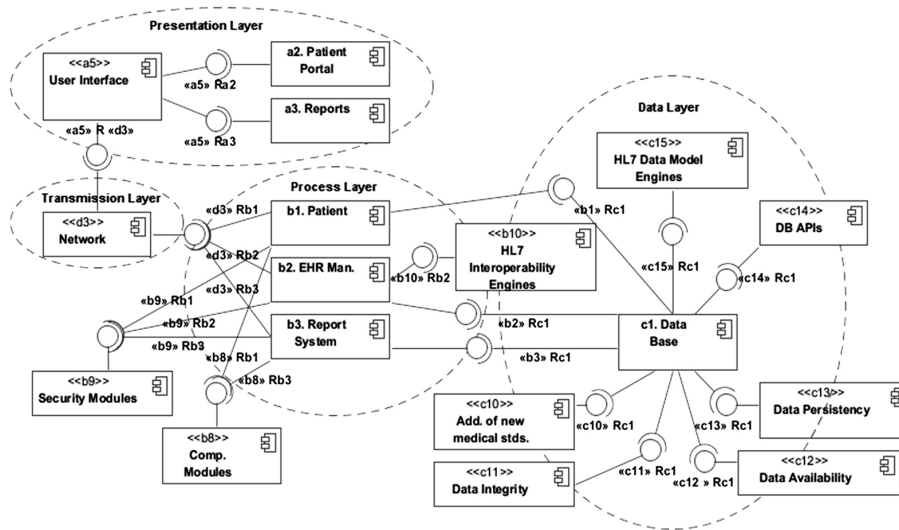 Presentation Layer
<<a5>>
User Interface
«a5» Ra2
a2. Patient
Portal
«a5» Ra3
a3. Reports
«a5» R «d3»
Transmission Layer
<<d3>>
Network
Process Layer
«d3» Rb1
«d3» Rb2
«d3» Rb3
b1. Patient
b2. EHR Man.
b3. Report
System
«b9» Rb1
«b9» Rb2
«b9» Rb3
<<b9>>
Security Modules
«b8» Rb1
«b8» Rb3
<<b8>>
Comp.
Modules
Data Layer
<<c15>>
HL7 Data Model
Engines
«b1» Rc1
<<b10>>
HL7
Interoperability
Engines
«b10» Rb2
«c15» Rc1
<<c14>>
DB APIs
«c14» Rc1
«b2» Rc1
«b3» Rc1
c1. Data
Base
<<c10>>
Add. of new
medical stds.
«c10» Rc1
<<c13>>
Data Persistency
«c13» Rc1
<<c11>>
Data Integrity
«c11» Rc1
<<c12>>
Data Availability
«c12 » Rc1